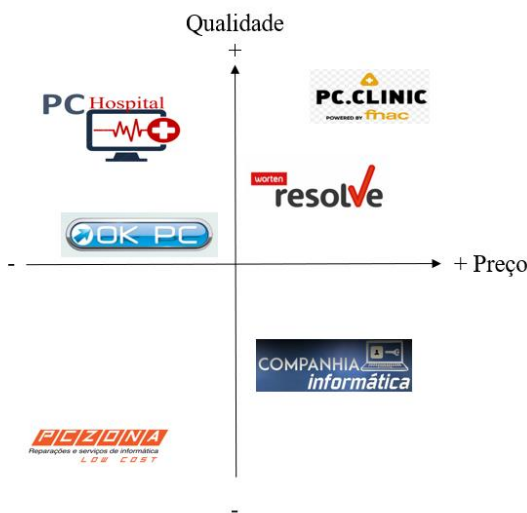 Qualidade
+
PC Hospital
PC.CLINIC
POWERED BY fnac
worten
resolve
OK PC
-
+ Preço
COMPANHIA
informática
PCZONA
Reparações e serviços de informática
LOW COST
-